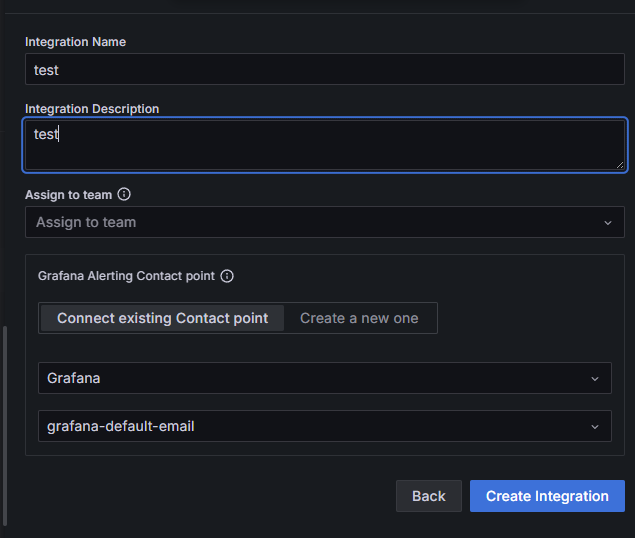 Integration Name
test
Integration Description
test
Assign to team
Assign to team
Grafana Alerting Contact point
Connect existing Contact point Create a new one
Grafana
grafana-default-email
Back Create Integration